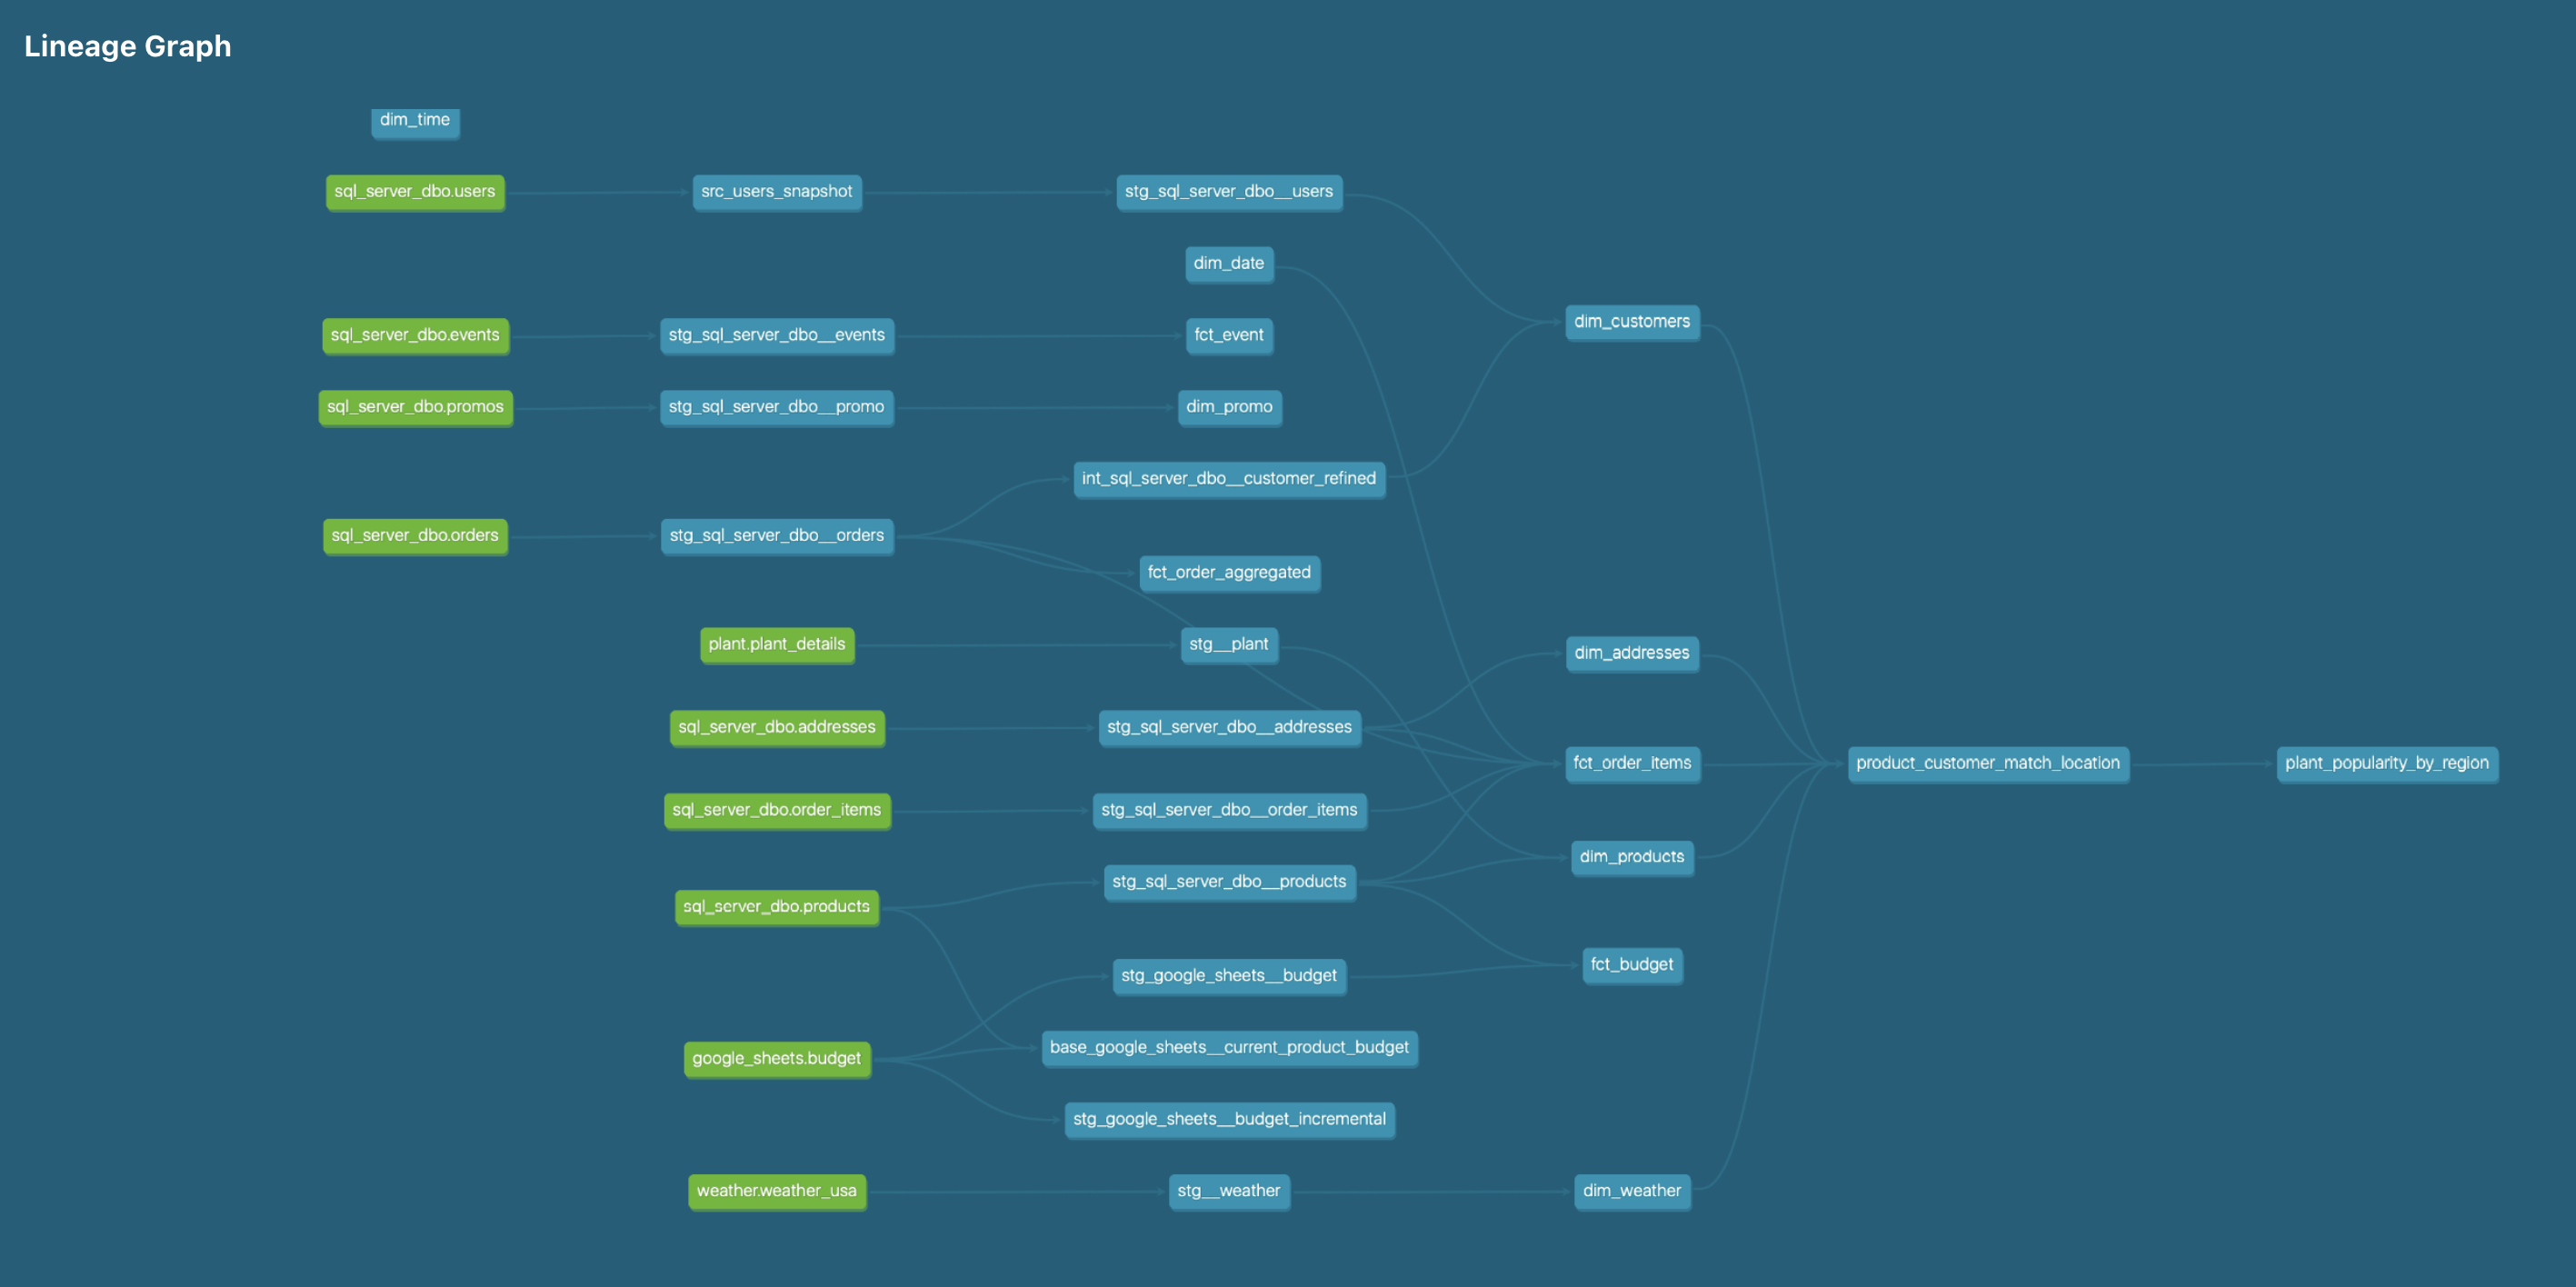 Lineage Graph
dim_time
sql_server_dbo.users
src_users_snapshot
stg_sql_server_dbo__users
dim_date
dim_customers
sql_server_dbo.events
stg_sql_server_dbo__events
fct_event
sql_server_dbo.promos
stg_sql_server_dbo__promo
dim_promo
int_sql_server_dbo__customer_refined
sql_server_dbo.orders
stg_sql_server_dbo__orders
fct_order_aggregated
plant.plant_details
stg__plant
dim_addresses
sql_server_dbo.addresses
stg_sql_server_dbo__addresses
fct_order_items
product_customer_match_location
plant_popularity_by_region
sql_server_dbo.order_items
stg_sql_server_dbo__order_items
dim_products
stg_sql_server_dbo__products
sql_server_dbo.products
stg_google_sheets__budget
fct_budget
google_sheets.budget
base_google_sheets__current_product_budget
stg_google_sheets__budget_incremental
weather.weather_usa
stg__weather
dim_weather